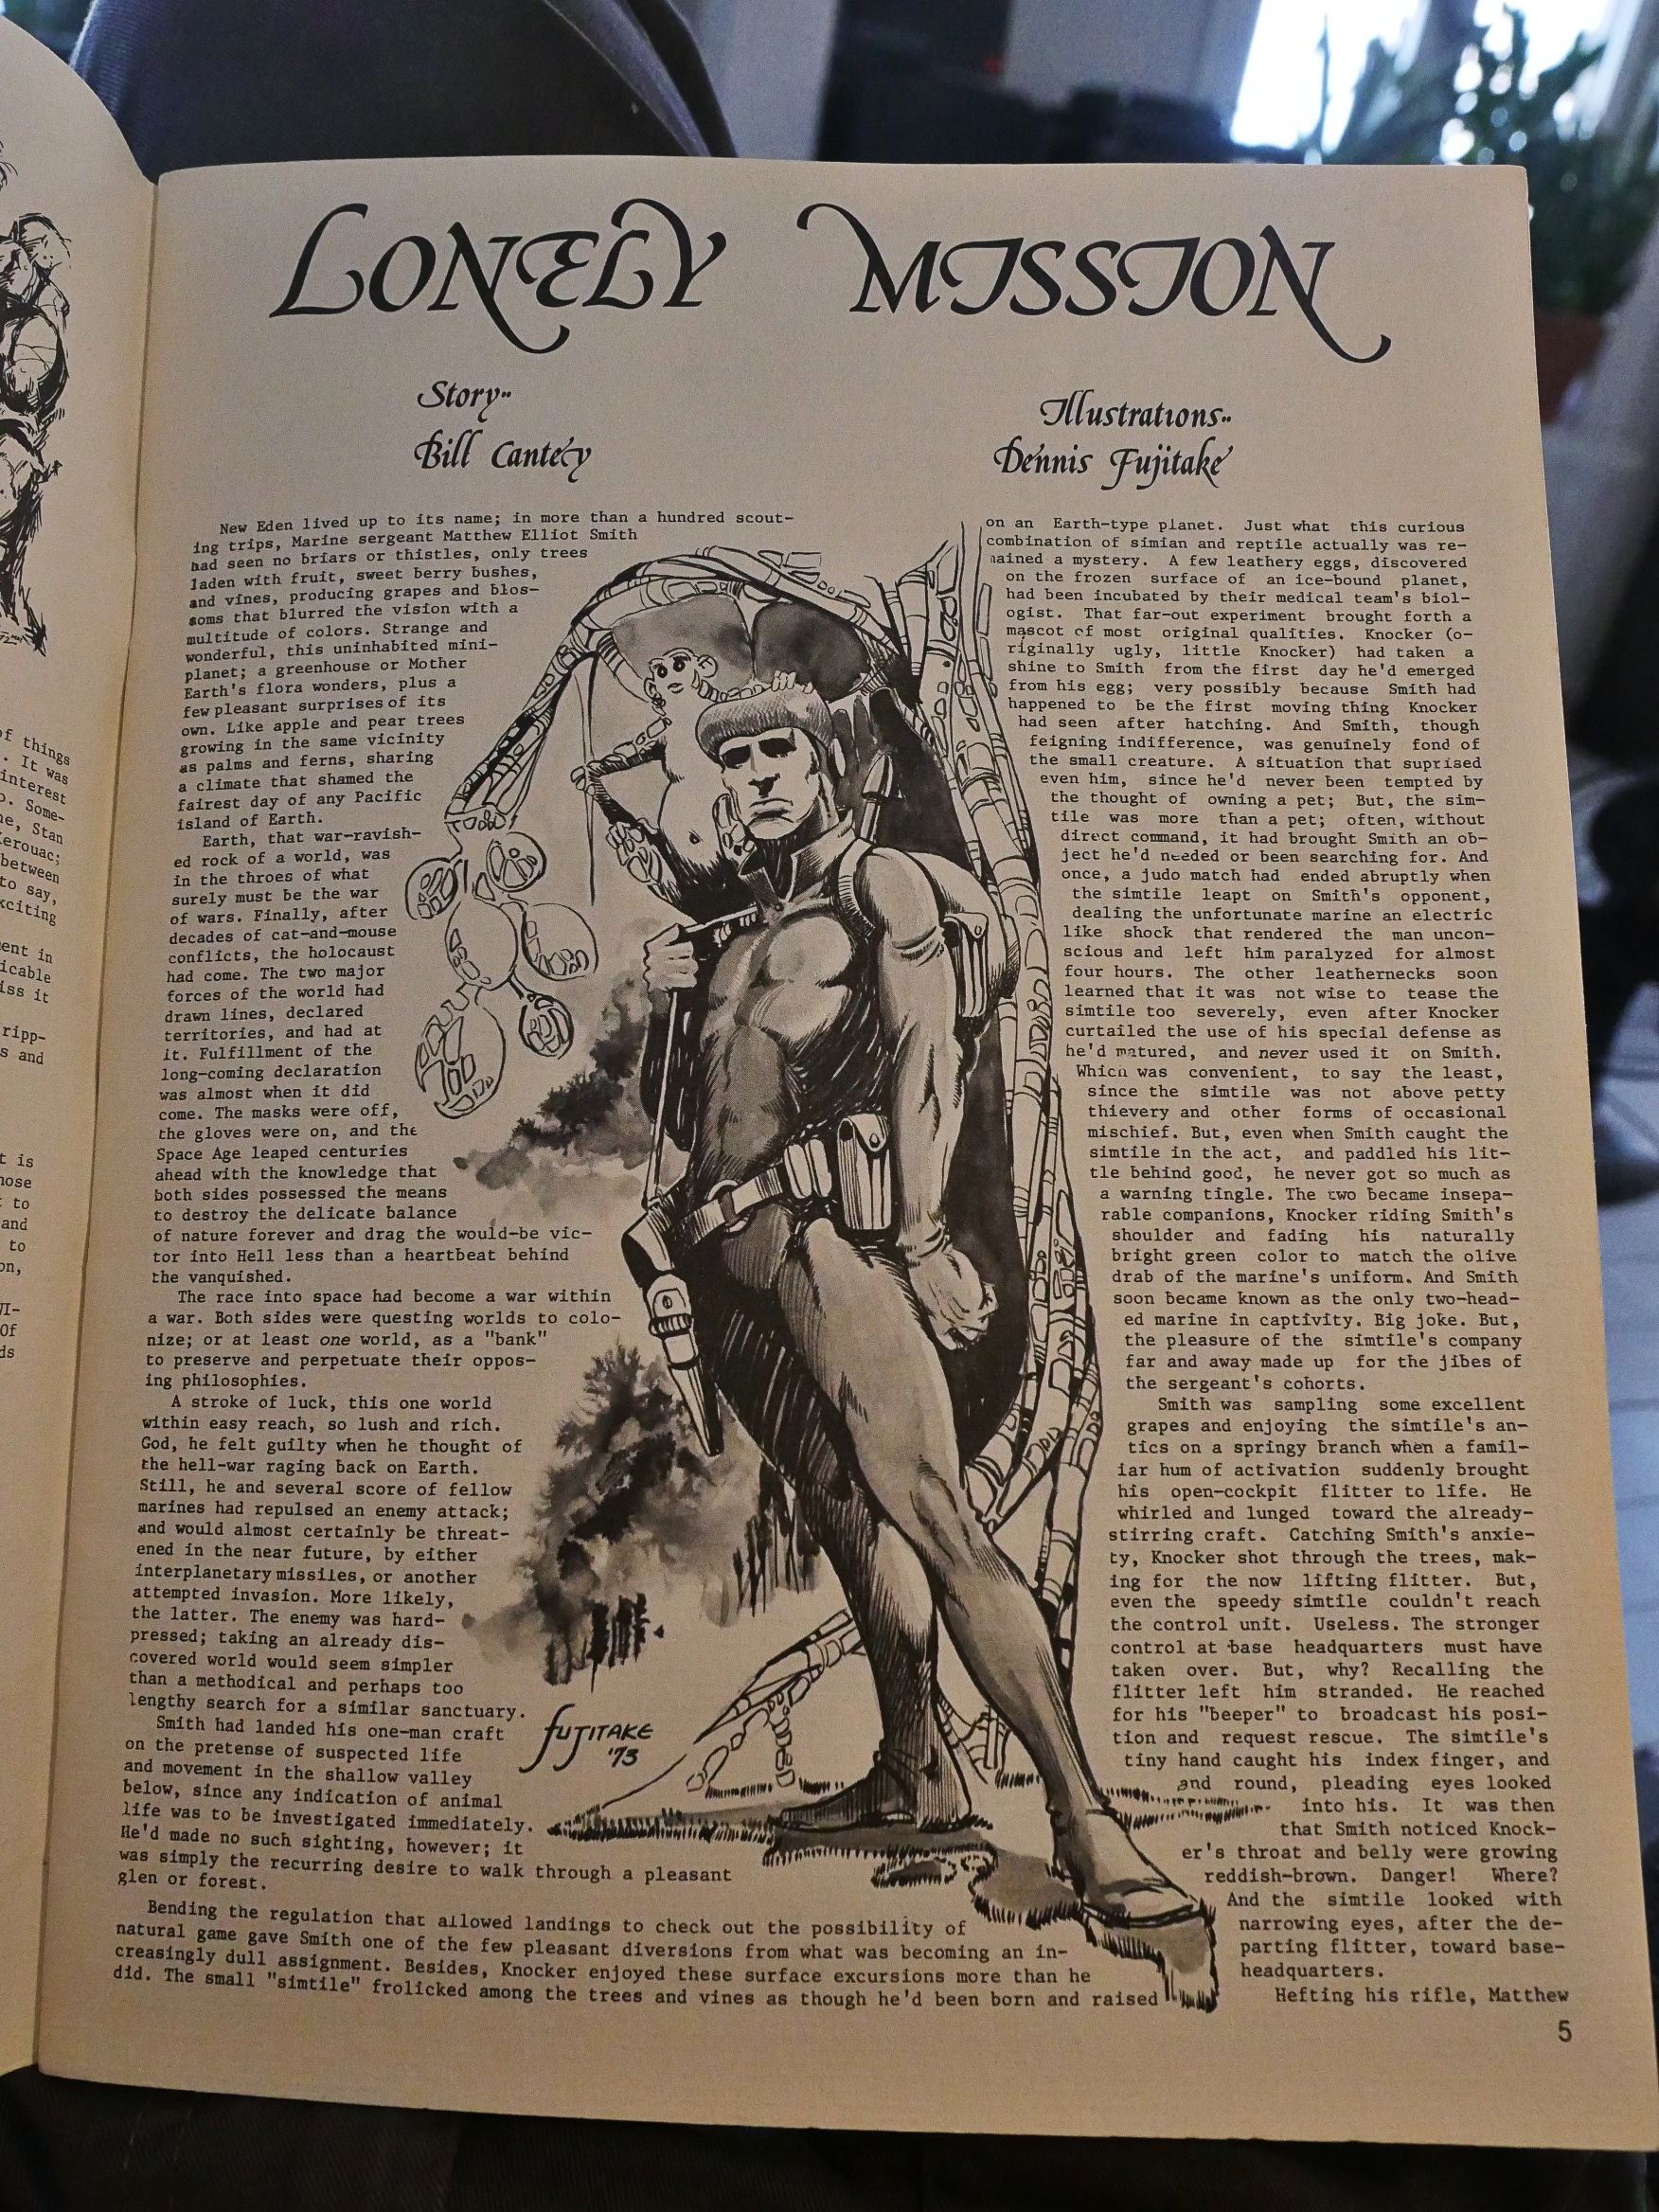 LONELY MISSION
Story--
Bill Cantey
Illustrations--
Dennis Fujitake
New Eden lived up to its name; in more than a hundred scout-
ing trips, Marine sergeant Matthew Elliot Smith
had seen no briars or thistles, only trees
laden with fruit, sweet berry bushes,
and vines, producing grapes and blos-
soms that blurred the vision with a
multitude of colors. Strange and
wonderful, this uninhabited mini-
planet; a greenhouse or Mother
Earth's flora wonders, plus a
few pleasant surprises of its
own. Like apple and pear trees
growing in the same vicinity
as palms and ferns, sharing
a climate that shamed the
fairest day of any Pacific
island of Earth.
Earth, that war-ravish-
ed rock of a world, was
in the throes of what
surely must be the war
of wars. Finally, after
decades of cat-and-mouse
conflicts, the holocaust
had come. The two major
forces of the world had
drawn lines, declared
territories, and had at
it. Fulfillment of the
long-coming declaration
was almost when it did
come. The masks were off,
the gloves were on, and the
Space Age leaped centuries
ahead with the knowledge that
both sides possessed the means
to destroy the delicate balance
of nature forever and drag the would-be vic-
tor into Hell less than a heartbeat behind
the vanquished.
The race into space had become a war within
a war. Both sides were questing worlds to colo-
nize; or at least one world, as a "bank"
to preserve and perpetuate their oppos-
ing philosophies.
A stroke of luck, this one world
within easy reach, so lush and rich.
God, he felt guilty when he thought of
the hell-war raging back on Earth.
Still, he and several score of fellow
marines had repulsed an enemy attack;
and would almost certainly be threat-
ened in the near future, by either
interplanetary missiles, or another
attempted invasion. More likely,
the latter. The enemy was hard-
pressed; taking an already dis-
covered world would seem simpler
than a methodical and perhaps too
lengthy search for a similar sanctuary.
Smith had landed his one-man craft
on the pretense of suspected life
and movement in the shallow valley
below, since any indication of animal
life was to be investigated immediately.
He'd made no such sighting, however; it
was simply the recurring desire to walk through a pleasant
glen or forest.
Bending the regulation that allowed landings to check out the possibility of
natural game gave Smith one of the few pleasant diversions from what was becoming an in-
creasingly dull assignment. Besides, Knocker enjoyed these surface excursions more than he
did. The small "simtile" frolicked among the trees and vines as though he'd been born and raised
on an Earth-type planet. Just what this curious
combination of simian and reptile actually was re-
mained a mystery. A few leathery eggs, discovered
on the frozen surface of an ice-bound planet,
had been incubated by their medical team's biol-
ogist. That far-out experiment brought forth a
mascot of most original qualities. Knocker (o-
riginally ugly, little Knocker) had taken a
shine to Smith from the first day he'd emerged
from his egg; very possibly because Smith had
happened to be the first moving thing Knocker
had seen after hatching. And Smith, though
feigning indifference, was genuinely fond of
the small creature. A situation that suprised
even him, since he'd never been tempted by
the thought of owning a pet; But, the sim-
tile was more than a pet; often, without
direct command, it had brought Smith an ob-
ject he'd needed or been searching for. And
once, a judo match had ended abruptly when
the simtile leapt on Smith's opponent,
dealing the unfortunate marine an electric
like shock that rendered the man uncon-
scious and left him paralyzed for almost
four hours. The other leathernecks soon
learned that it was not wise to tease the
simtile too severely, even after Knocker
curtailed the use of his special defense as
he'd matured, and never used it on Smith.
Which was convenient, to say the least,
since the simtile was not above petty
thievery and other forms of occasional
mischief. But, even when Smith caught the
simtile in the act, and paddled his lit-
tle behind good, he never got so much as
a warning tingle. The two became insepa-
rable companions, Knocker riding Smith's
shoulder and fading his naturally
bright green color to match the olive
drab of the marine's uniform. And Smith
soon became known as the only two-head-
ed marine in captivity. Big joke. But,
the pleasure of the simtile's company
far and away made up for the jibes of
the sergeant's cohorts.
Smith was sampling some excellent
grapes and enjoying the simtile's an-
tics on a springy branch when a famil-
iar hum of activation suddenly brought
his open-cockpit flitter to life. He
whirled and lunged toward the already-
stirring craft. Catching Smith's anxie-
ty, Knocker shot through the trees, mak-
ing for the now lifting flitter. But,
even the speedy simtile couldn't reach
the control unit. Useless. The stronger
control at base headquarters must have
taken over. But, why? Recalling the
flitter left him stranded. He reached
for his "beeper" to broadcast his posi-
tion and request rescue. The simtile's
tiny hand caught his index finger, and
and round, pleading eyes looked
into his. It was then
that Smith noticed Knock-
er's throat and belly were growing
reddish-brown. Danger! Where?
And the simtile looked with
narrowing eyes, after the de-
parting flitter, toward base-
headquarters.
Hefting his rifle, Matthew
FUJITAKE
'73
5